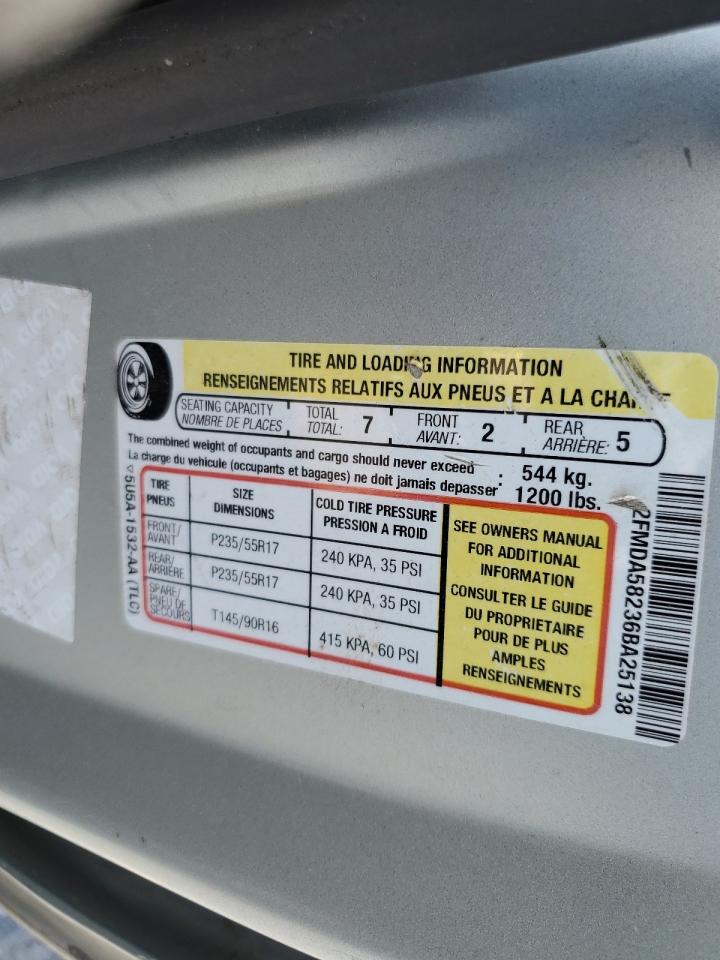 TIRE AND LOADING INFORMATION
RENSEIGNEMENTS RELATIFS AUX PNEUS ET A LA
SEATING CAPACITY TOTAL 7 FRONT 2 REAR 5
NOMBRE DE PLACES TOTAL: AVANT: ARRIÈRE:
The combined weight of occupants and cargo should never exceed : 544 kg.
La charge du vehicule (occupants et bagages) ne doit jamais depasser : 1200 lbs.
TIRE SIZE COLD TIRE PRESSURE
PNEUS DIMENSIONS PRESSION A FROID
FRONT/ P235/55R17 240 KPA, 35 PSI
AVANT
REAR/ P235/55R17 240 KPA, 35 PSI
ARRIÈRE
SPARE/ T145/90R16 415 KPA, 60 PSI
PNEU DE
SECOURS
SEE OWNERS MANUAL
FOR ADDITIONAL
INFORMATION
CONSULTER LE GUIDE
DU PROPRIETAIRE
POUR DE PLUS
AMPLES
RENSEIGNEMENTS
5U5A-1532-AA (TLC)
2FMDA58236BA25138